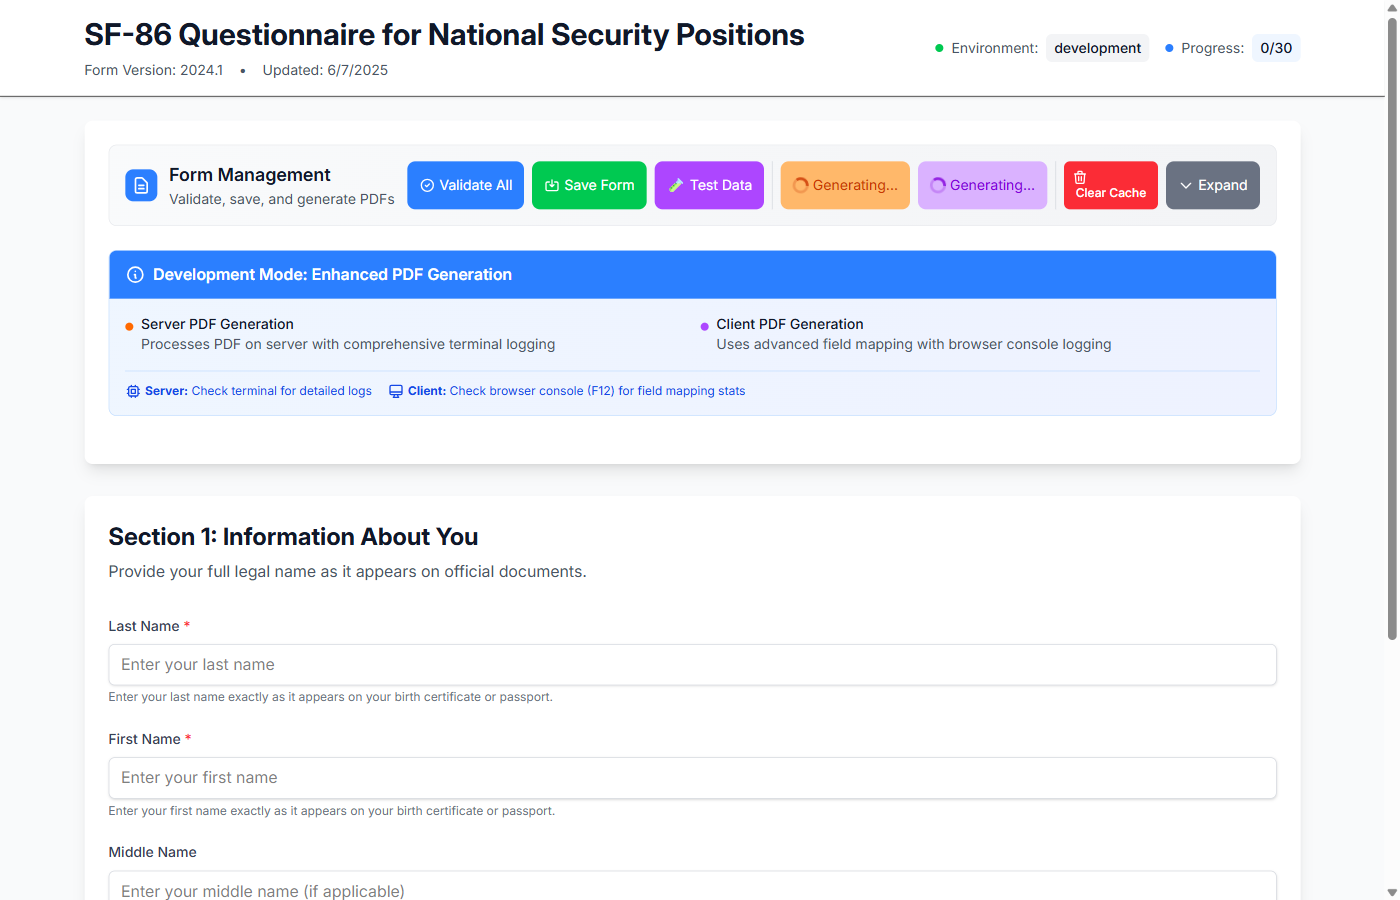 SF-86 Questionnaire for National Security Positions
Form Version: 2024.1 • Updated: 6/7/2025
Environment: development Progress: 0/30
Form Management
Validate, save, and generate PDFs
Validate All
Save Form
Test Data
Generating...
Generating...
Clear Cache
Expand
Development Mode: Enhanced PDF Generation
Server PDF Generation
Processes PDF on server with comprehensive terminal logging
Client PDF Generation
Uses advanced field mapping with browser console logging
Server: Check terminal for detailed logs
Client: Check browser console (F12) for field mapping stats
Section 1: Information About You
Provide your full legal name as it appears on official documents.
Last Name *
Enter your last name
Enter your last name exactly as it appears on your birth certificate or passport.
First Name *
Enter your first name
Enter your first name exactly as it appears on your birth certificate or passport.
Middle Name
Enter your middle name (if applicable)